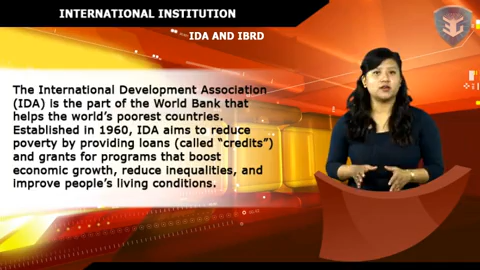 INTERNATIONAL INSTITUTION
IDA AND IBRD
The International Development Association
(IDA) is the part of the World Bank that
helps the world’s poorest countries.
Established in 1960, IDA aims to reduce
poverty by providing loans (called “credits”)
and grants for programs that boost
economic growth, reduce inequalities, and
improve people’s living conditions.